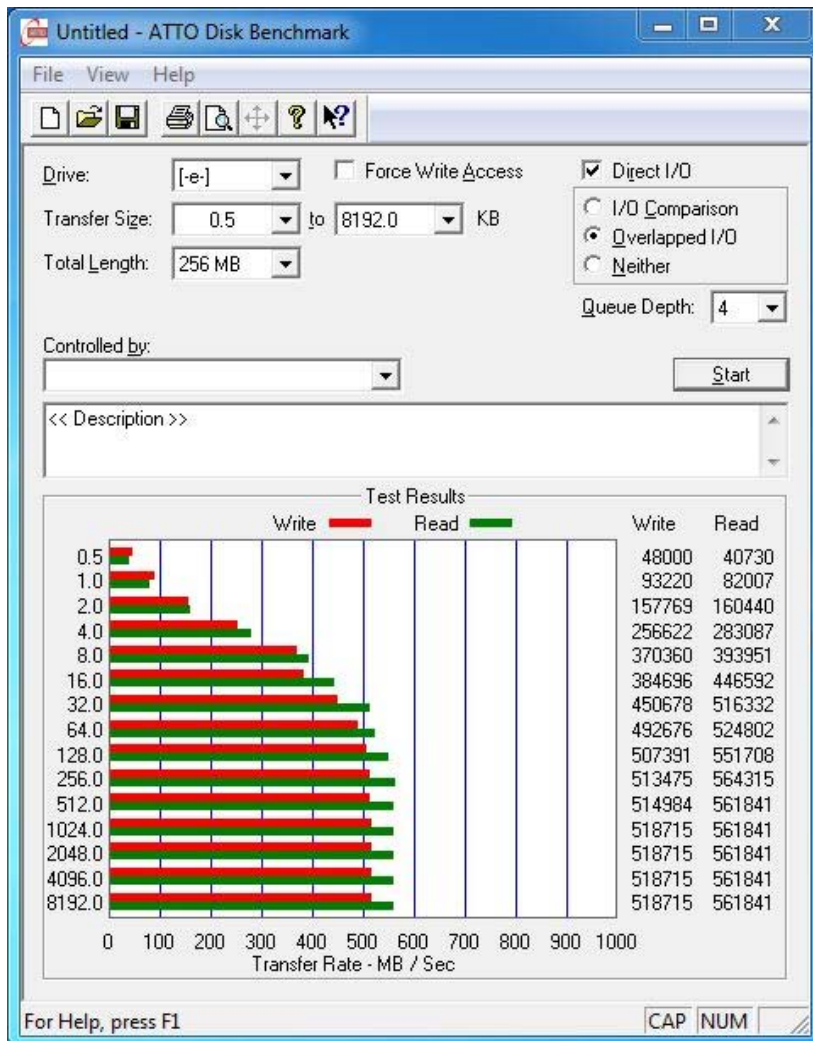 Untitled - ATTO Disk Benchmark
File View Help
Drive: [-e-] Force Write Access Direct I/O
Transfer Size: 0.5 to 8192.0 KB I/O Comparison
Overlapped I/O
Total Length: 256 MB Neither
Queue Depth: 4
Controlled by:
Start
<< Description >>
Test Results
Write Read Write Read
0.5 48000 40730
1.0 93220 82007
2.0 157769 160440
4.0 256622 283087
8.0 370360 393951
16.0 384696 446592
32.0 450678 516332
64.0 492676 524802
128.0 507391 551708
256.0 513475 564315
512.0 514984 561841
1024.0 518715 561841
2048.0 518715 561841
4096.0 518715 561841
8192.0 518715 561841
0 100 200 300 400 500 600 700 800 900 1000
Transfer Rate - MB / Sec
For Help, press F1 CAP NUM